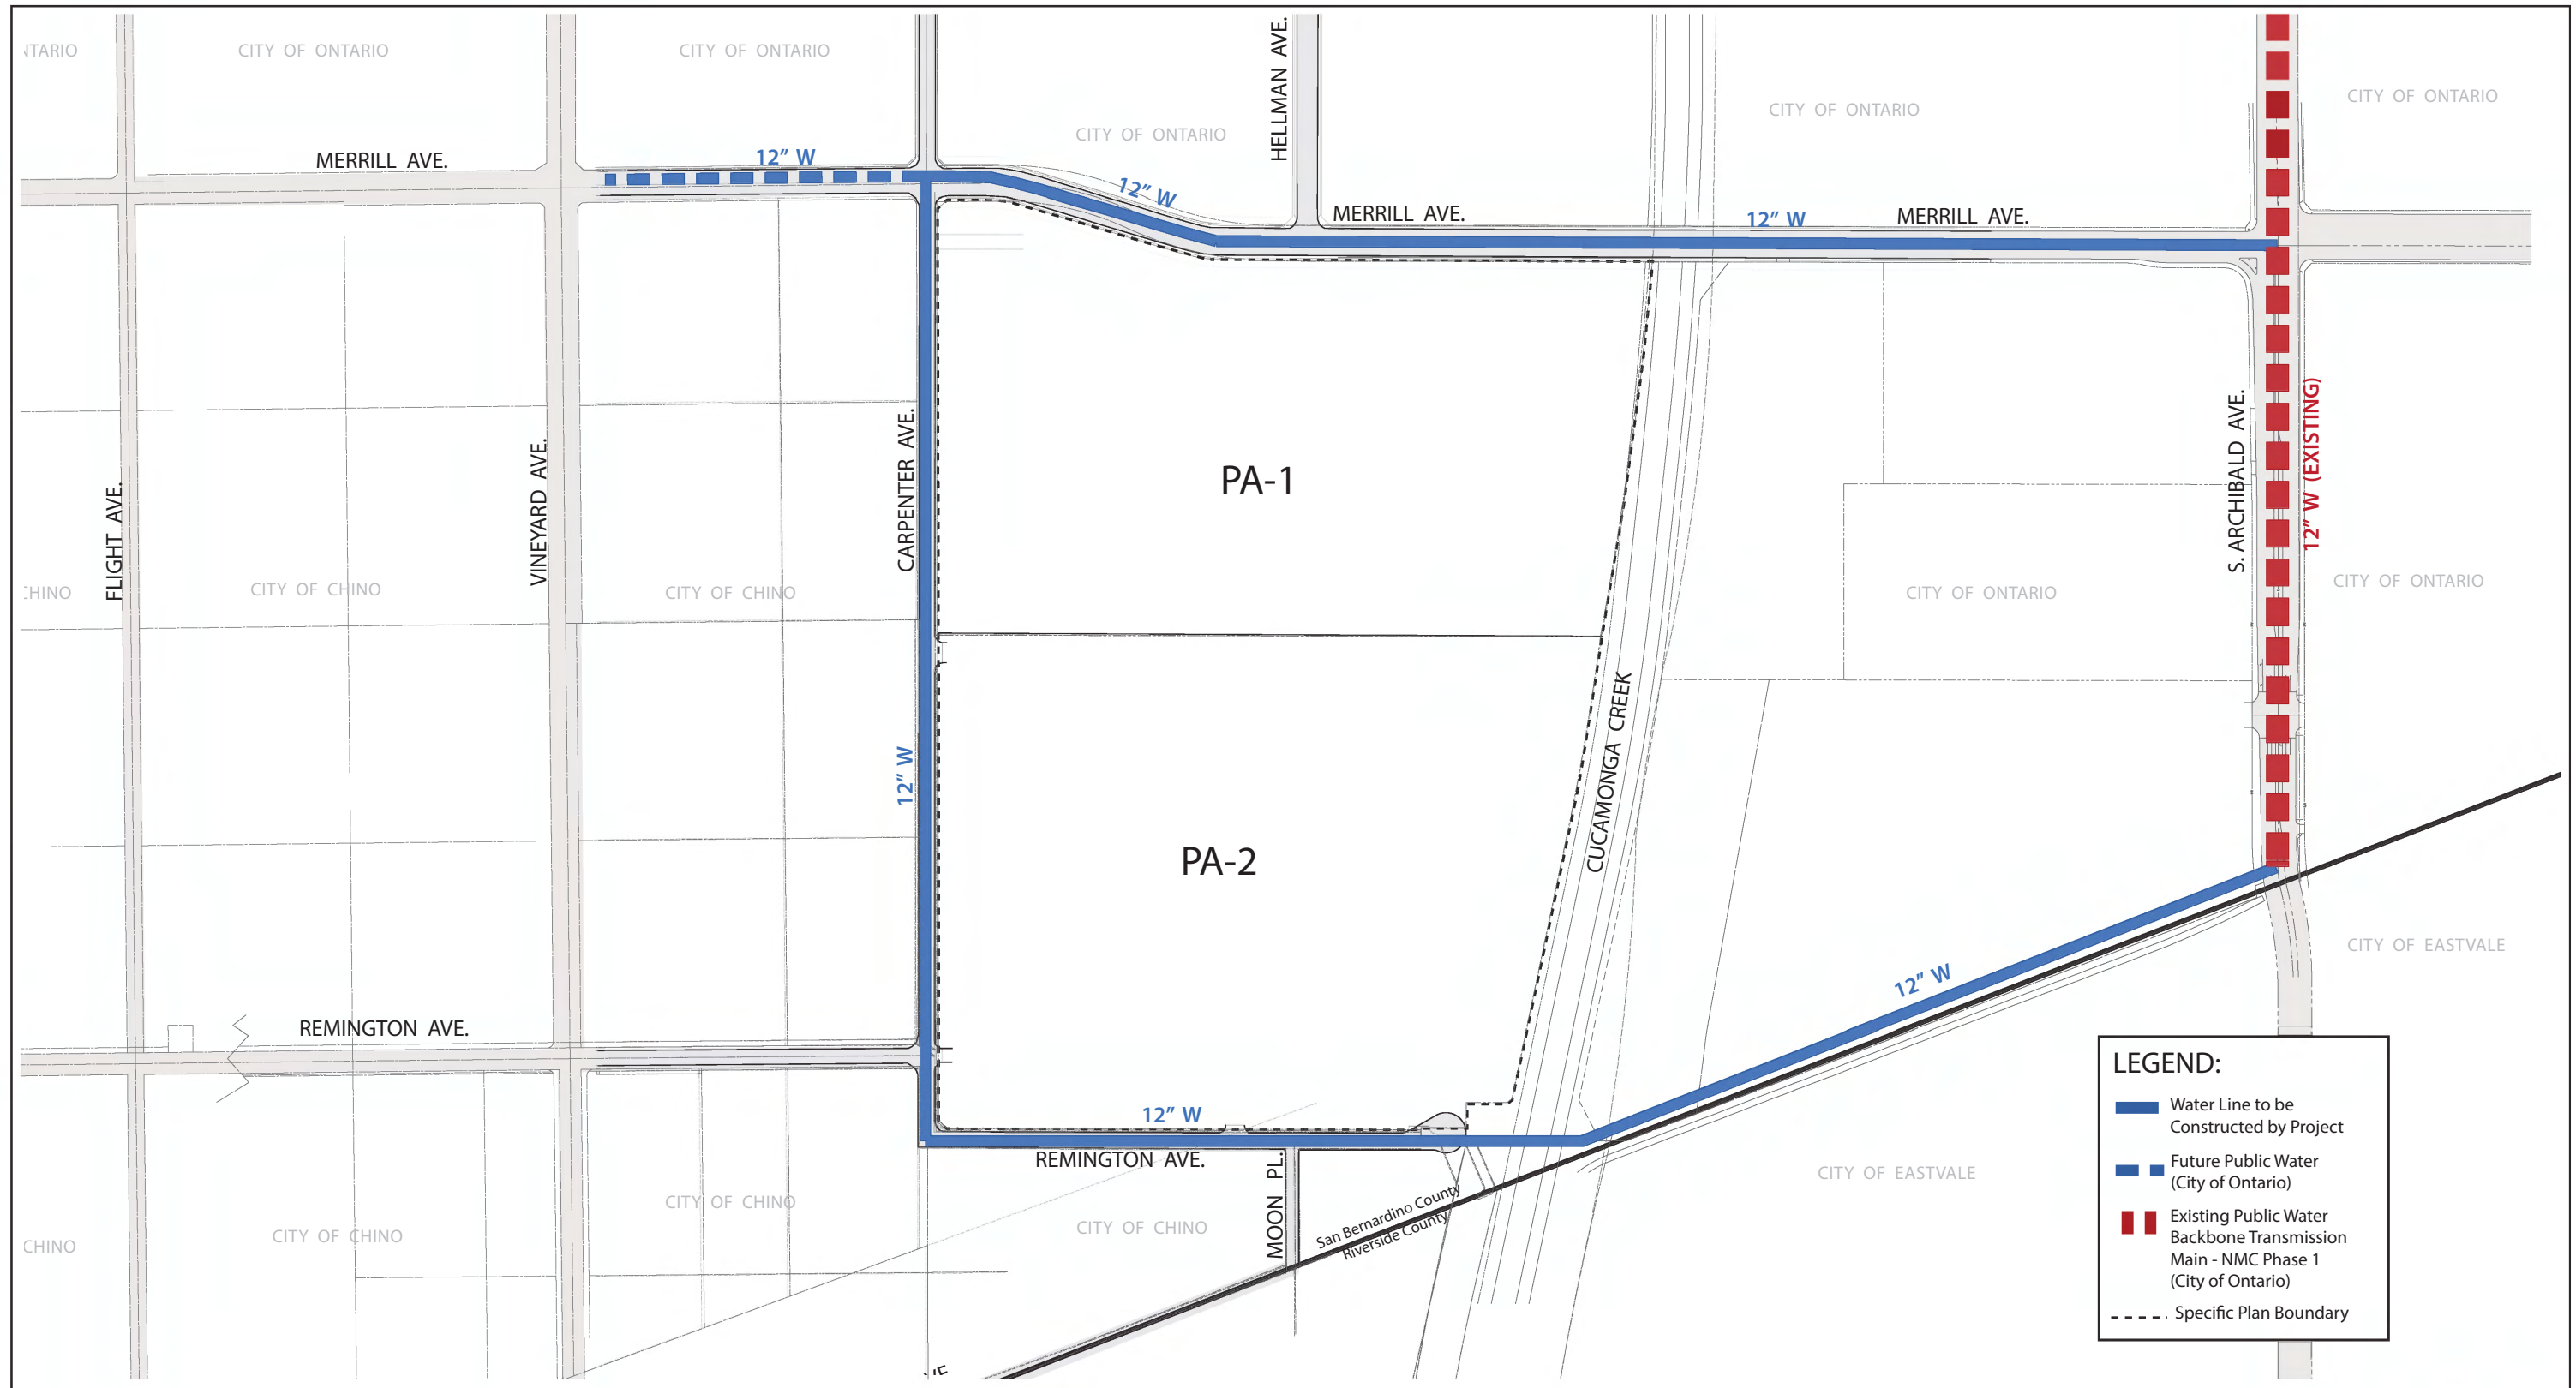 NTARIO
CITY OF ONTARIO
CITY OF ONTARIO
HELLMAN AVE.
CITY OF ONTARIO
CITY OF ONTARIO
CITY OF ONTARIO
MERRILL AVE.
12" W
12" W
MERRILL AVE.
12" W
MERRILL AVE.
FLIGHT AVE.
VINEYARD AVE.
CARPENTER AVE.
PA-1
S. ARCHIBALD AVE.
12" W (EXISTING)
CHINO
CITY OF CHINO
CITY OF CHINO
CITY OF ONTARIO
CITY OF ONTARIO
12" W
PA-2
CUCAMONGA CREEK
CITY OF EASTVALE
12" W
REMINGTON AVE.
12" W
REMINGTON AVE.
CITY OF EASTVALE
MOON PL.
San Bernardino County
Riverside County
CHINO
CITY OF CHINO
CITY OF CHINO
CITY OF CHINO
LEGEND:
Water Line to be
Constructed by Project
Future Public Water
(City of Ontario)
Existing Public Water
Backbone Transmission
Main - NMC Phase 1
(City of Ontario)
Specific Plan Boundary